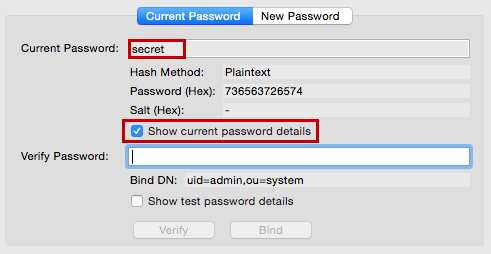 Current Password New Password
Current Password: secret
Hash Method: Plaintext
Password (Hex): 736563726574
Salt (Hex): -
Show current password details
Verify Password:
Bind DN: uid=admin,ou=system
Show test password details
Verify Bind